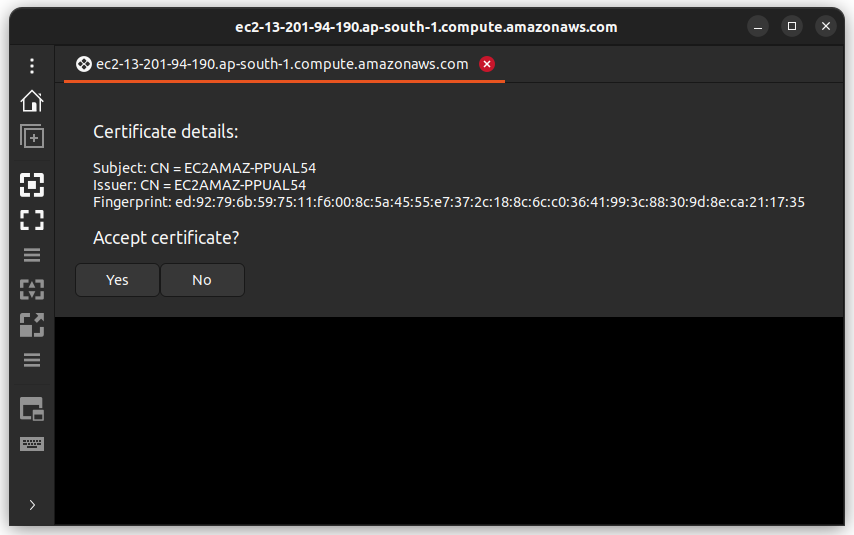 ec2-13-201-94-190.ap-south-1.compute.amazonaws.com
ec2-13-201-94-190.ap-south-1.compute.amazonaws.com
Certificate details:
Subject: CN = EC2AMAZ-PPUAL54
Issuer: CN = EC2AMAZ-PPUAL54
Fingerprint: ed:92:79:6b:59:75:11:f6:00:8c:5a:45:55:e7:37:2c:18:8c:6c:c0:36:41:99:3c:88:30:9d:8e:ca:21:17:35
Accept certificate?
Yes No